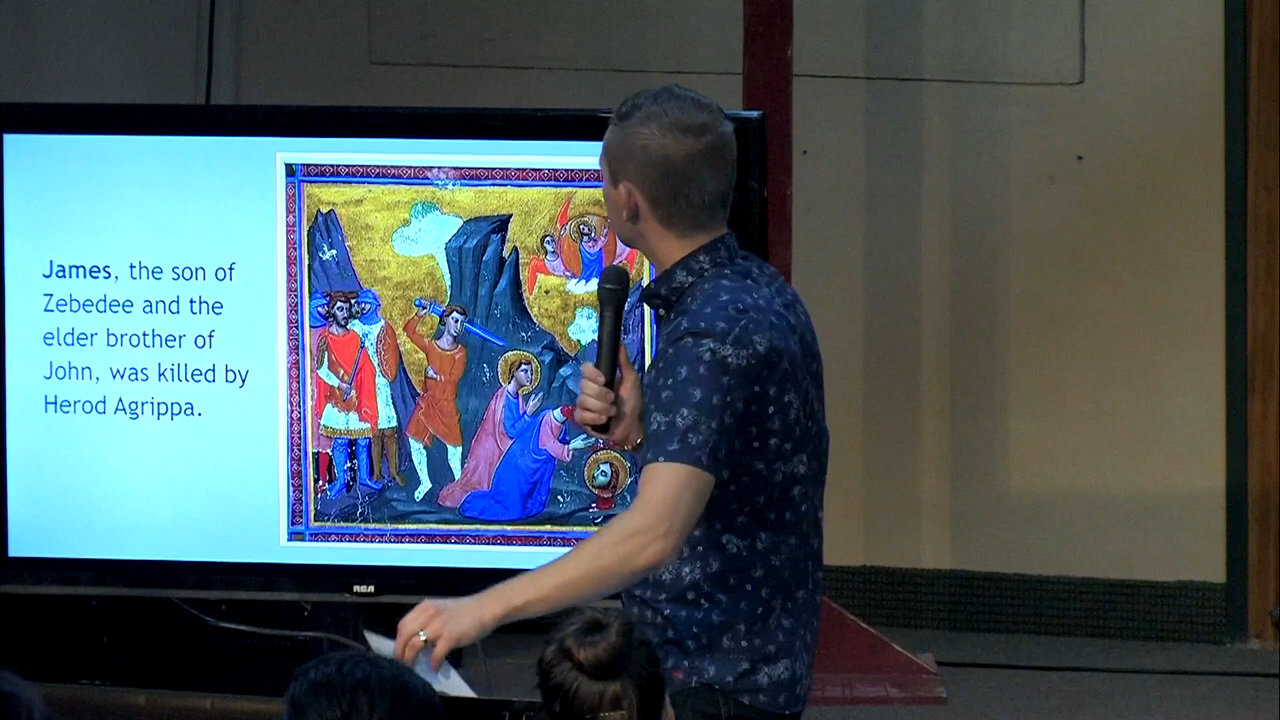 James, the son of
Zebedee and the
elder brother of
John, was killed by
Herod Agrippa.
RCA